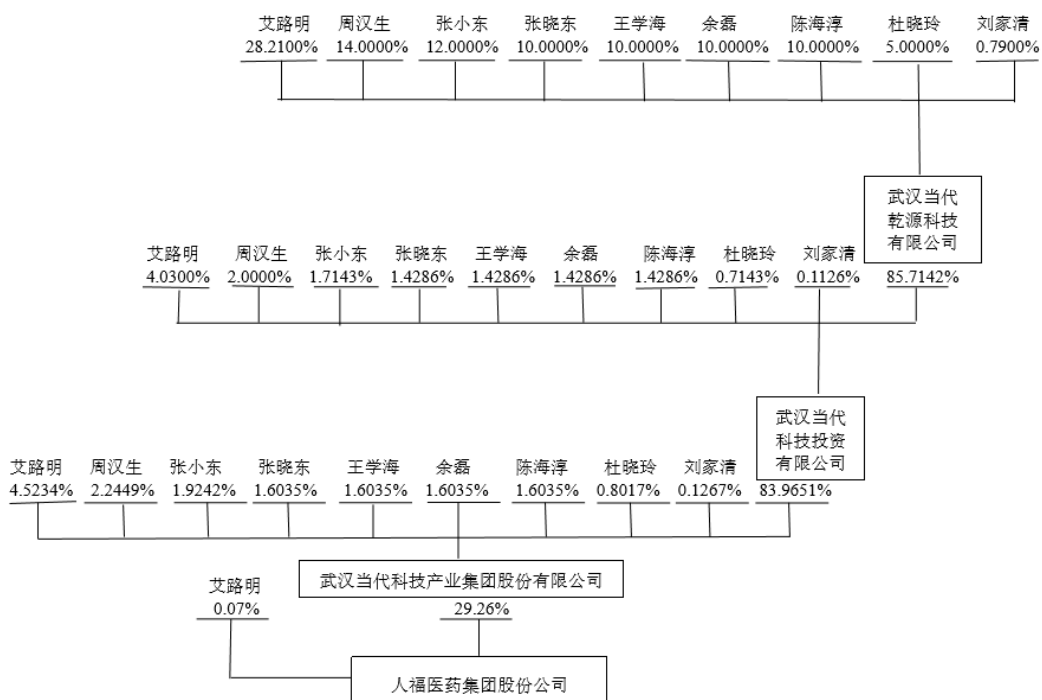 艾路明 周汉生 张小东 张晓东 王学海 余磊 陈海淳 杜晓玲 刘家清
28.2100% 14.0000% 12.0000% 10.0000% 10.0000% 10.0000% 10.0000% 5.0000% 0.7900%
武汉当代
乾源科技
有限公司
艾路明 周汉生 张小东 张晓东 王学海 余磊 陈海淳 杜晓玲 刘家清
4.0300% 2.0000% 1.7143% 1.4286% 1.4286% 1.4286% 1.4286% 0.7143% 0.1126% 85.7142%
武汉当代
科技投资
有限公司
艾路明 周汉生 张小东 张晓东 王学海 余磊 陈海淳 杜晓玲 刘家清
4.5234% 2.2449% 1.9242% 1.6035% 1.6035% 1.6035% 1.6035% 0.8017% 0.1267% 83.9651%
武汉当代科技产业集团股份有限公司
艾路明
0.07% 29.26%
人福医药集团股份公司